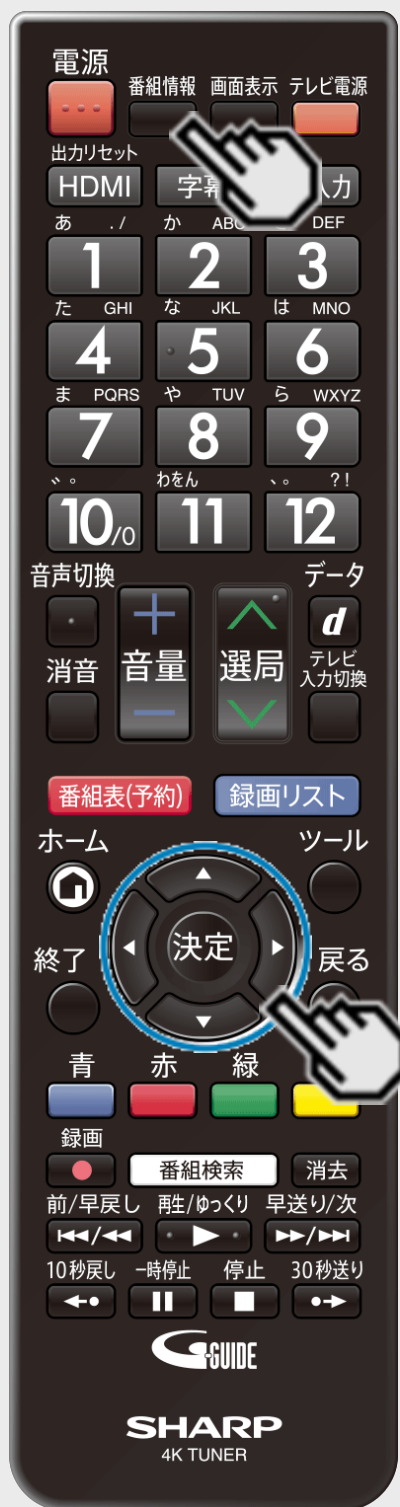 電源
番組情報 画面表示 テレビ電源
出力リセット
HDMI 字幕 入力
あ ./ か ABC DEF
1 2 3
た GHI な JKL は MNO
4 5 6
ま PQRS や TUV ら WXYZ
7 8 9
゛゜ わをん 、。 ?!
10/0 11 12
音声切換 データ
+ d
消音 音量 選局 テレビ
入力切換
−
番組表(予約) 録画リスト
ホーム ツール
決定
終了 戻る
青 赤 緑
録画
番組検索 消去
前/早戻し 再生/ゆっくり 早送り/次
10秒戻し 一時停止 停止 30秒送り
G-GUIDE
SHARP
4K TUNER